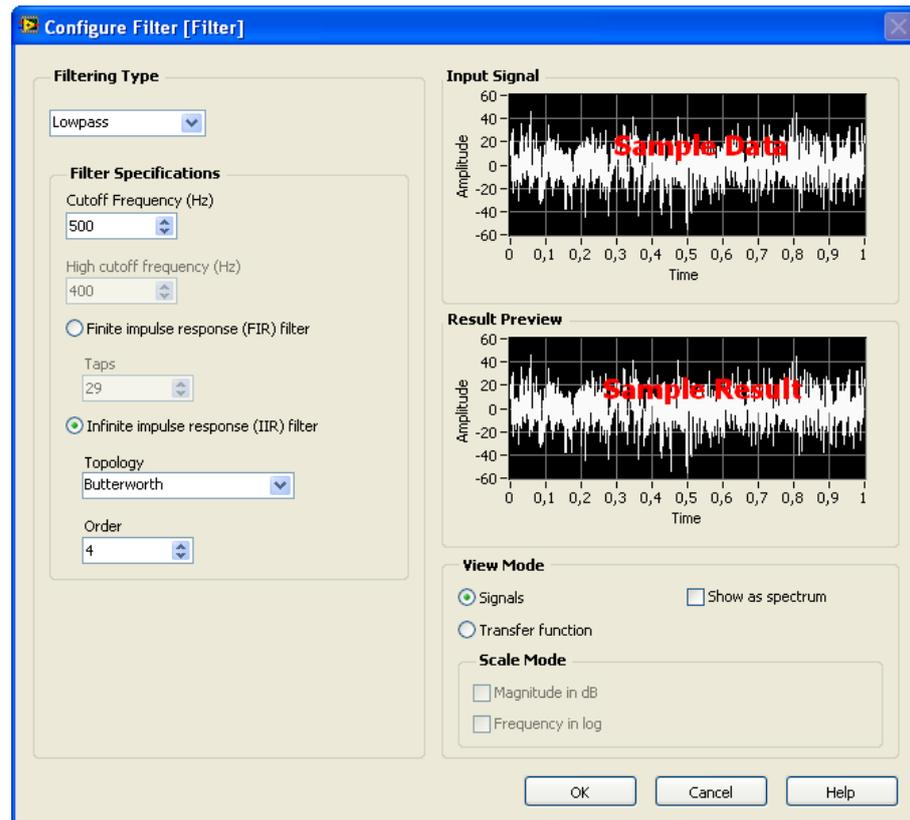 Configure Filter [Filter]
Filtering Type
Lowpass
Filter Specifications
Cutoff Frequency (Hz)
500
High cutoff frequency (Hz)
400
Finite impulse response (FIR) filter
Taps
29
Infinite impulse response (IIR) filter
Topology
Butterworth
Order
4
Input Signal
Amplitude
60
40
20
0
-20
-40
-60
Sample Data
0 0,1 0,2 0,3 0,4 0,5 0,6 0,7 0,8 0,9 1
Time
Result Preview
Amplitude
60
40
20
0
-20
-40
-60
Sample Result
0 0,1 0,2 0,3 0,4 0,5 0,6 0,7 0,8 0,9 1
Time
View Mode
Signals
Show as spectrum
Transfer function
Scale Mode
Magnitude in dB
Frequency in log
OK Cancel Help